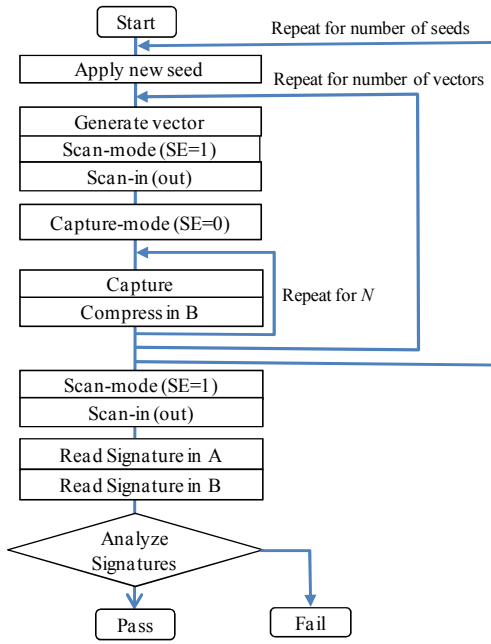 Start
Repeat for number of seeds
Apply new seed
Repeat for number of vectors
Generate vector
Scan-mode (SE=1)
Scan-in (out)
Capture-mode (SE=0)
Capture
Compress in B
Repeat for N
Scan-mode (SE=1)
Scan-in (out)
Read Signature in A
Read Signature in B
Analyze
Signatures
Pass
Fail